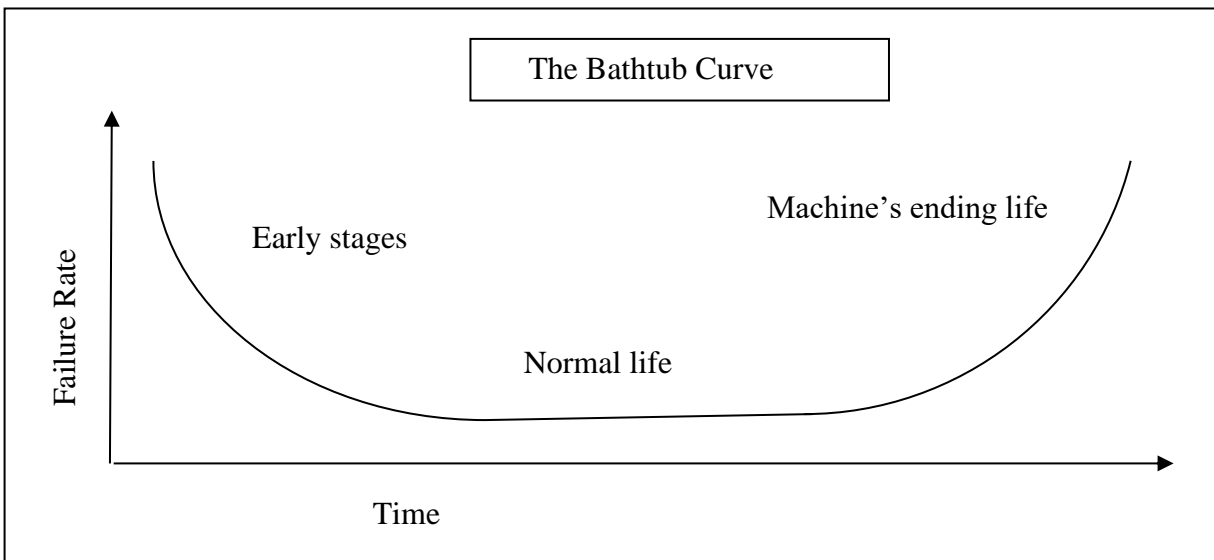 The Bathtub Curve
Machine’s ending life
Early stages
Failure Rate
Normal life
Time